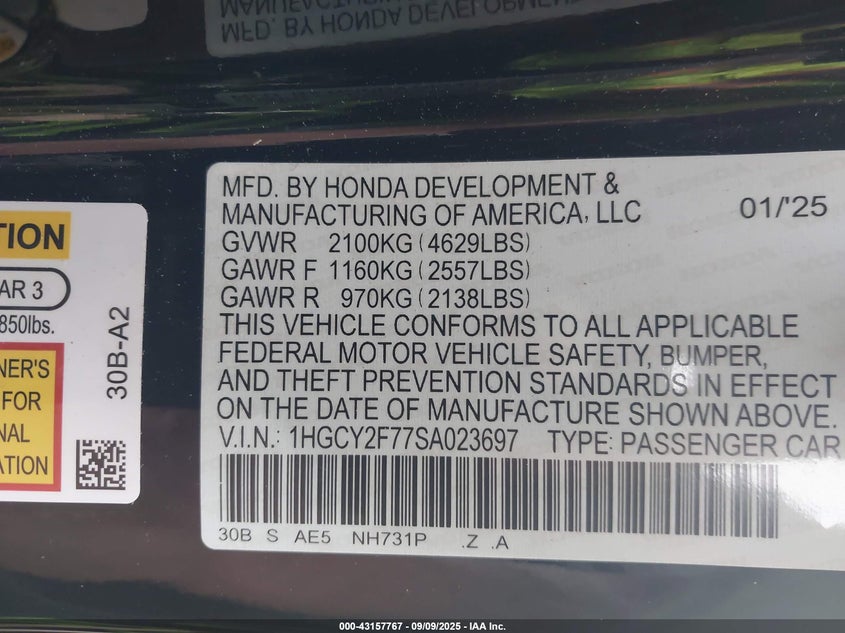 MANUFACTURING
MFD. BY HONDA DEVELOPMENT
TION
AR 3
850lbs.
NER'S
FOR
NAL
ATION
30B-A2
MFD. BY HONDA DEVELOPMENT &
MANUFACTURING OF AMERICA, LLC 01/'25
GVWR 2100KG (4629LBS)
GAWR F 1160KG (2557LBS)
GAWR R 970KG (2138LBS)
THIS VEHICLE CONFORMS TO ALL APPLICABLE
FEDERAL MOTOR VEHICLE SAFETY, BUMPER,
AND THEFT PREVENTION STANDARDS IN EFFECT
ON THE DATE OF MANUFACTURE SHOWN ABOVE.
V.I.N.: 1HGCY2F77SA023697 TYPE: PASSENGER CAR
30B S AE5 NH731P .Z .A
000-43157767 - 09/09/2025 - IAA Inc.